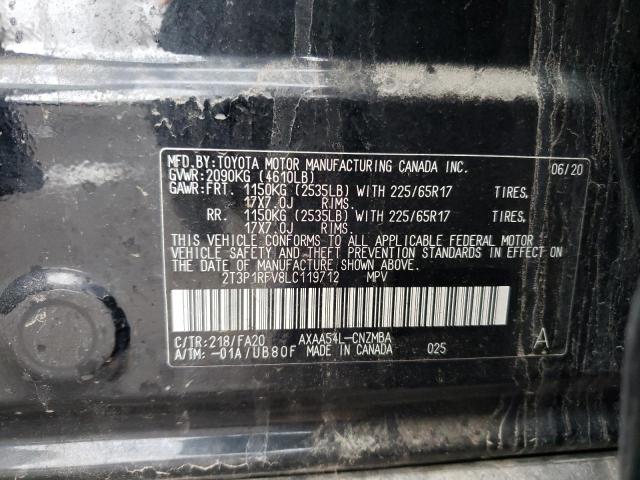 MFD.BY:TOYOTA MOTOR MANUFACTURING CANADA INC. 06/20
GVWR:2090KG (4610LB)
GAWR:FRT. 1150KG (2535LB) WITH 225/65R17 TIRES,
17X7.0J RIMS.
RR. 1150KG (2535LB) WITH 225/65R17 TIRES,
17X7.0J RIMS.
THIS VEHICLE CONFORMS TO ALL APPLICABLE FEDERAL MOTOR
VEHICLE SAFETY AND THEFT PREVENTION STANDARDS IN EFFECT
ON THE DATE OF MANUFACTURE SHOWN ABOVE.
2T3P1RFV8LC119712 MPV
C/TR:218/FA20 AXAA54L-CNZMBA A
A/TM: -01A/UB80F MADE IN CANADA 025